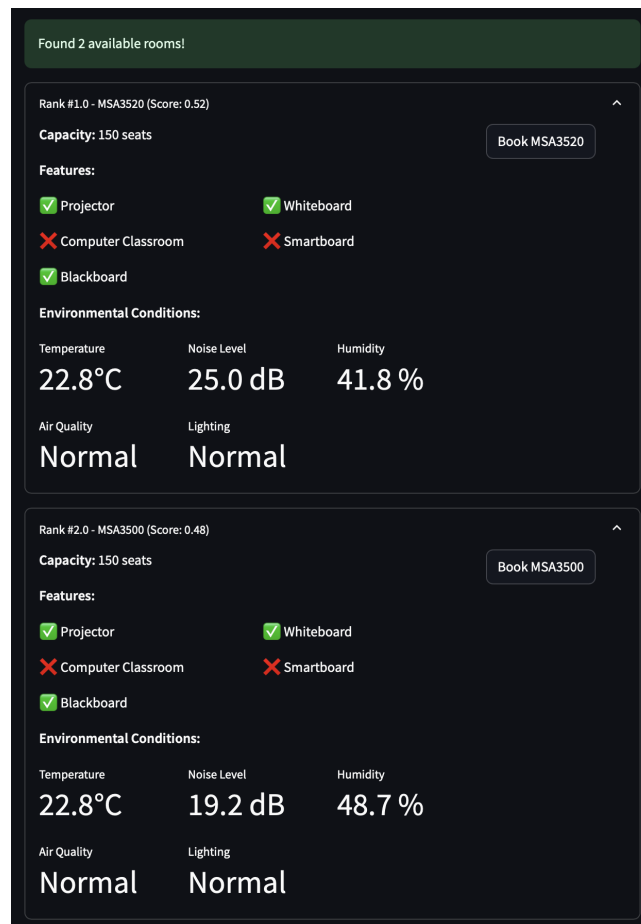 Found 2 available rooms!
Rank #1.0 - MSA3520 (Score: 0.52)
Capacity: 150 seats
Book MSA3520
Features:
✅ Projector
✅ Whiteboard
❌ Computer Classroom
❌ Smartboard
✅ Blackboard
Environmental Conditions:
Temperature
Noise Level
Humidity
22.8°C
25.0 dB
41.8 %
Air Quality
Lighting
Normal
Normal
Rank #2.0 - MSA3500 (Score: 0.48)
Capacity: 150 seats
Book MSA3500
Features:
✅ Projector
✅ Whiteboard
❌ Computer Classroom
❌ Smartboard
✅ Blackboard
Environmental Conditions:
Temperature
Noise Level
Humidity
22.8°C
19.2 dB
48.7 %
Air Quality
Lighting
Normal
Normal